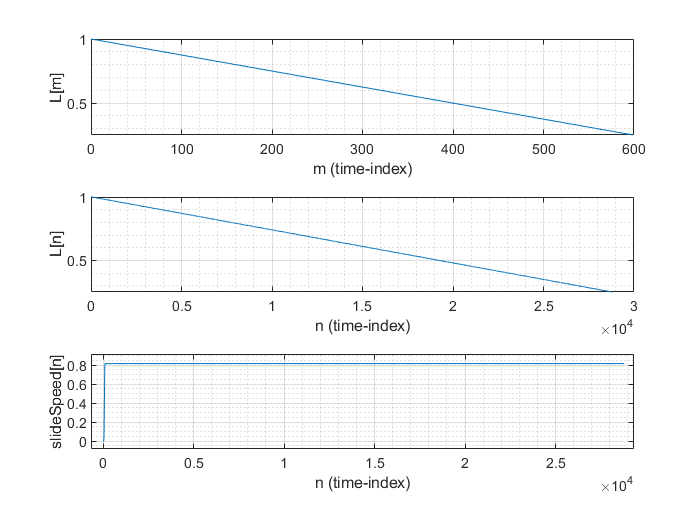 1
0.5
L[m]
0 100 200 300 400 500 600
m (time-index)
1
0.5
L[n]
0 0.5 1 1.5 2 2.5 3
×10^4
n (time-index)
0.8
0.6
0.4
0.2
0
slideSpeed[n]
0 0.5 1 1.5 2 2.5
×10^4
n (time-index)